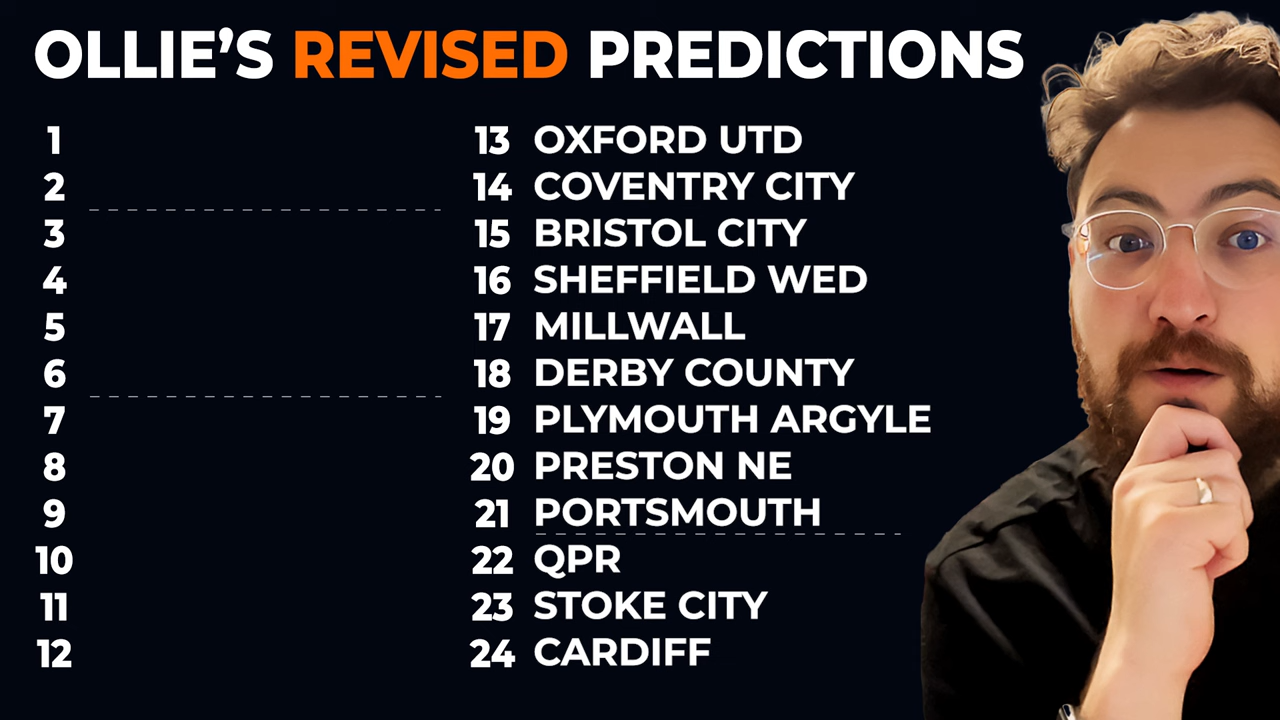 OLLIE'S REVISED PREDICTIONS
1
2
3
4
5
6
7
8
9
10
11
12
13 OXFORD UTD
14 COVENTRY CITY
15 BRISTOL CITY
16 SHEFFIELD WED
17 MILLWALL
18 DERBY COUNTY
19 PLYMOUTH ARGYLE
20 PRESTON NE
21 PORTSMOUTH
22 QPR
23 STOKE CITY
24 CARDIFF